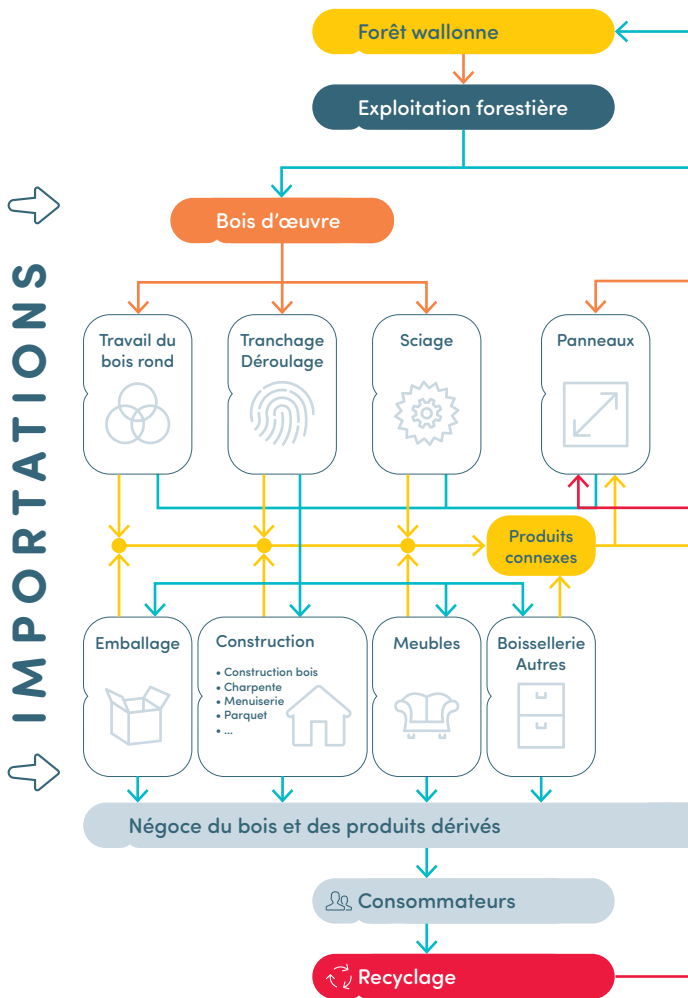 Forêt wallonne
Exploitation forestière
Bois d'œuvre
IMPORTATIONS
Travail du
bois rond
Tranchage
Déroulage
Sciage
Panneaux
Produits
connexes
Emballage
Construction
• Construction bois
• Charpente
• Menuiserie
• Parquet
• ...
Meubles
Boissellerie
Autres
Négoce du bois et des produits dérivés
Consommateurs
Recyclage